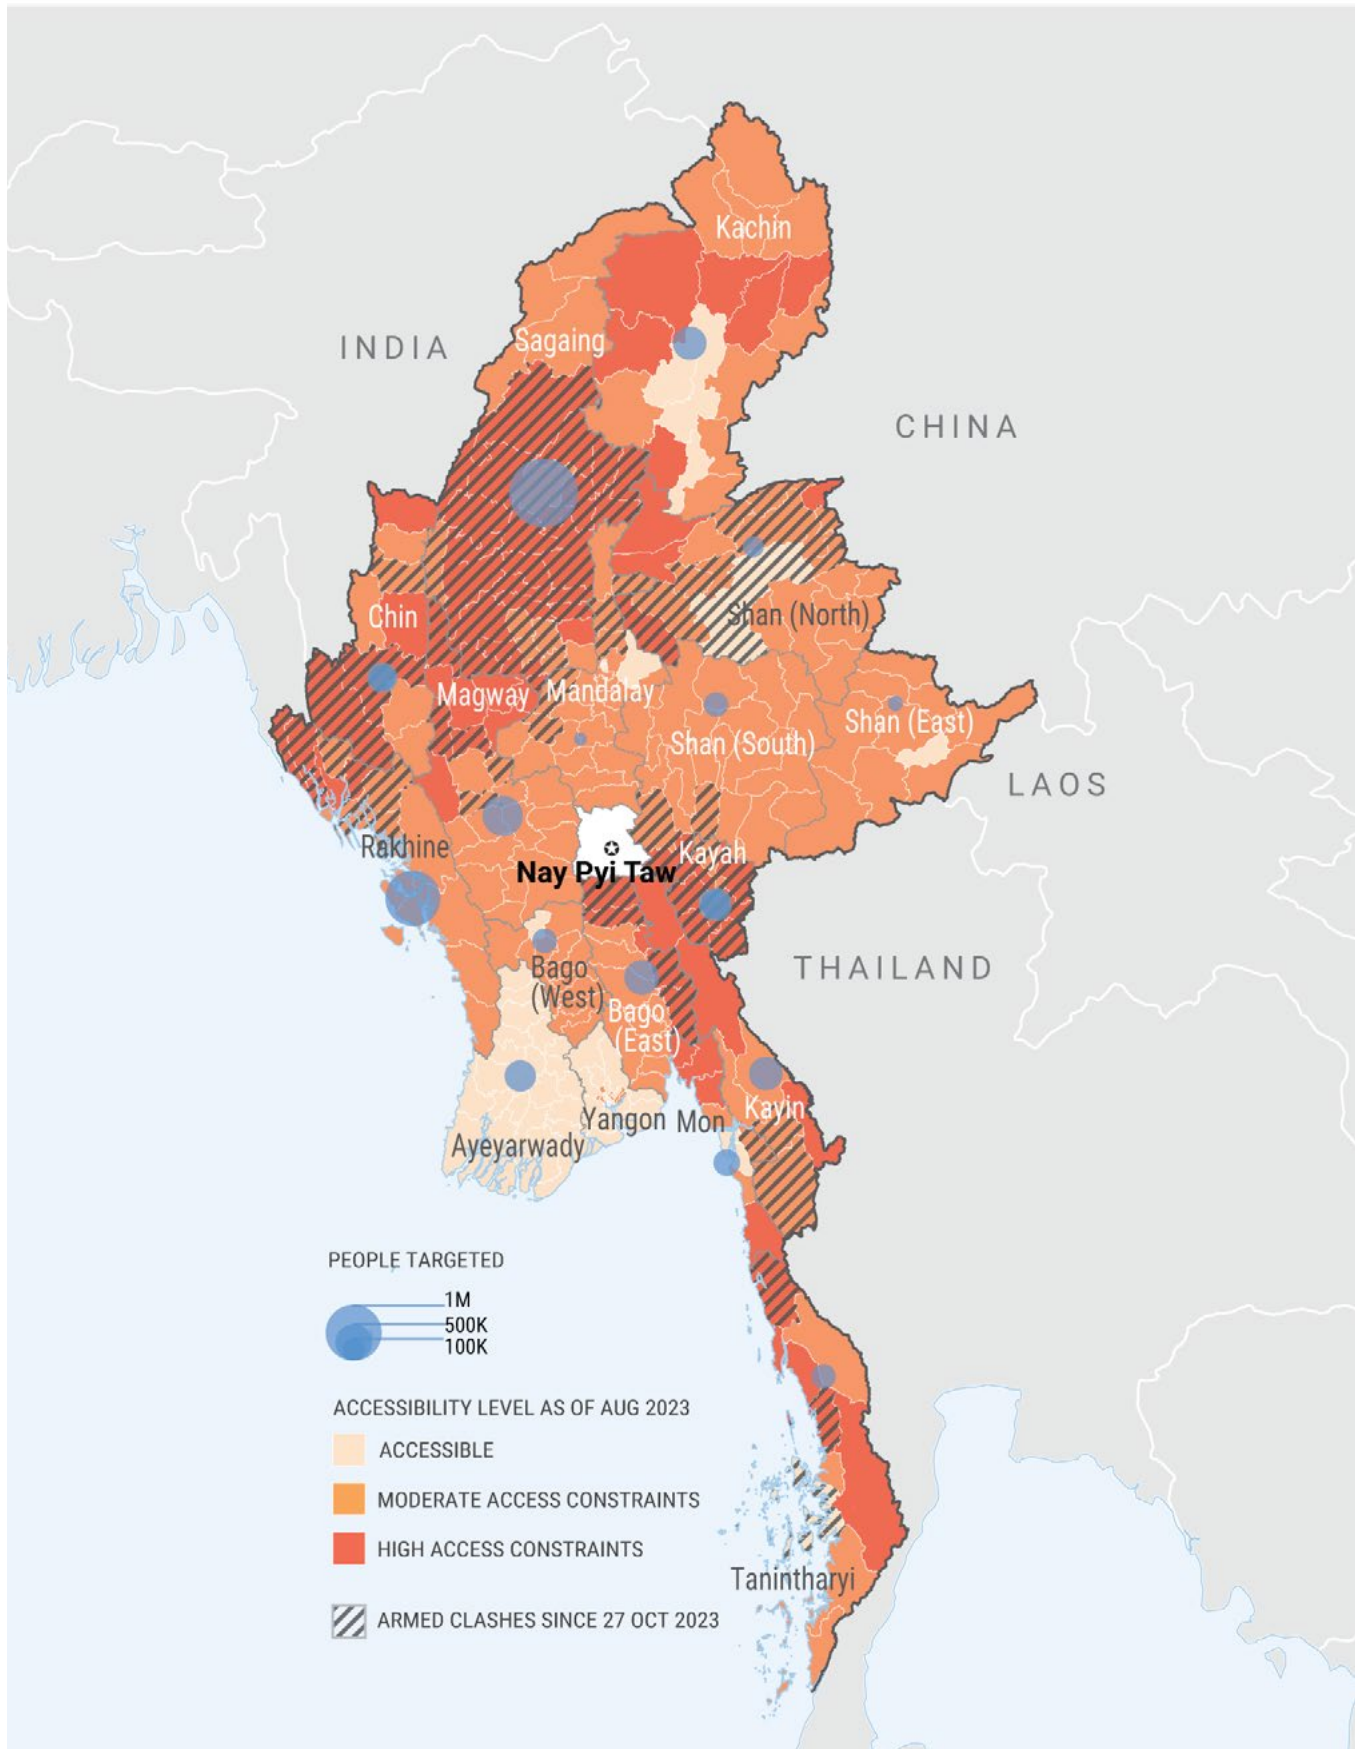 Kachin
INDIA
Sagaing
CHINA
Chin
Shan (North)
Magway
Mandalay
Shan (East)
Shan (South)
LAOS
Rakhine
Kayah
Nay Pyi Taw
THAILAND
Bago
(West)
Bago
(East)
Kayin
Yangon
Mon
Ayeyarwady
PEOPLE TARGETED
1M
500K
100K
ACCESSIBILITY LEVEL AS OF AUG 2023
ACCESSIBLE
MODERATE ACCESS CONSTRAINTS
HIGH ACCESS CONSTRAINTS
Tanintharyi
ARMED CLASHES SINCE 27 OCT 2023